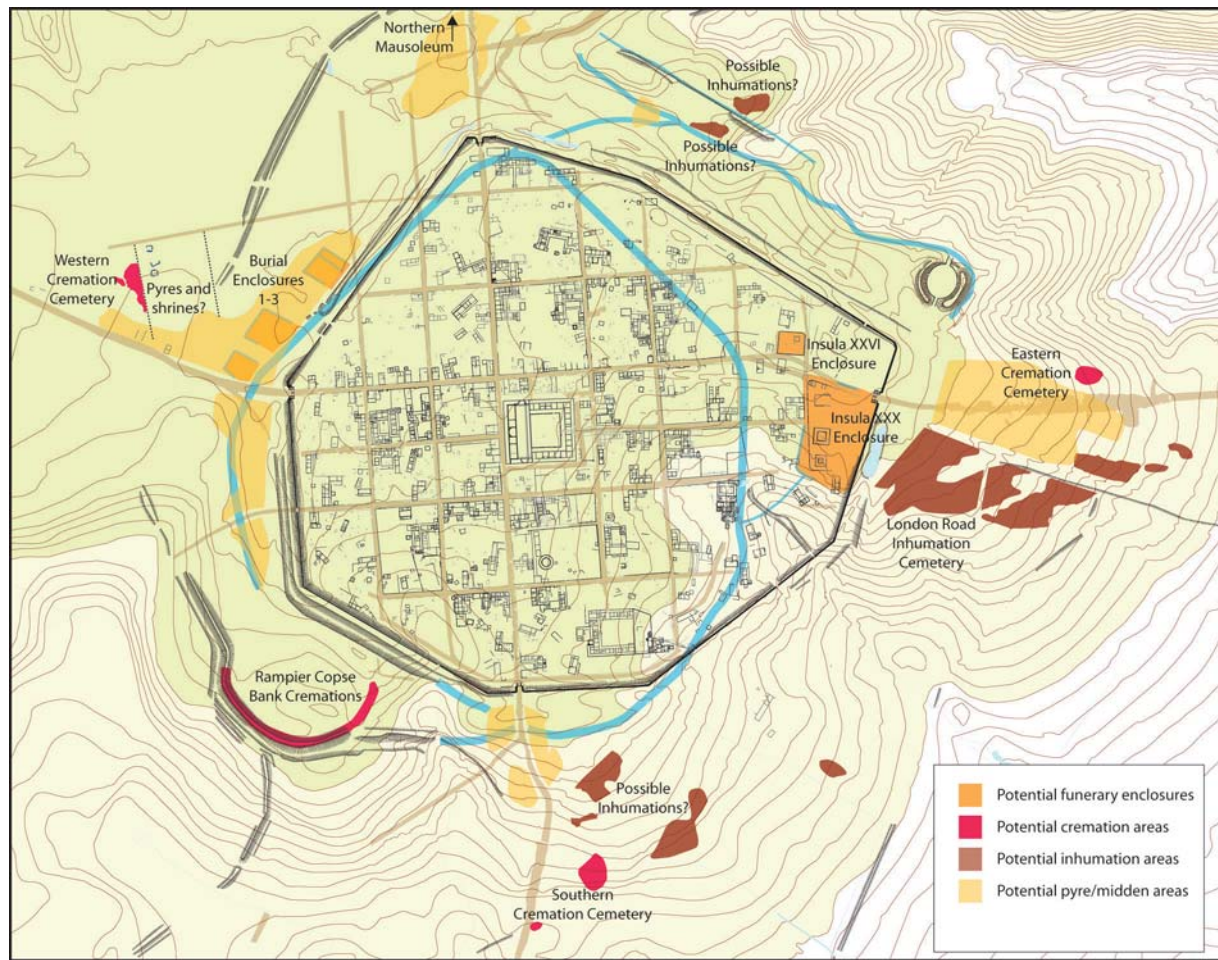 Northern
Mausoleum
Possible
Inhumations?
Possible
Inhumations?
Western
Cremation
Cemetery
Pyres and
shrines?
Burial
Enclosures
1-3
Insula XXVI
Enclosure
Eastern
Cremation
Cemetery
Insula XXX
Enclosure
London Road
Inhumation
Cemetery
Rampier Copse
Bank Cremations
Possible
Inhumations?
Southern
Cremation Cemetery
Potential funerary enclosures
Potential cremation areas
Potential inhumation areas
Potential pyre/midden areas